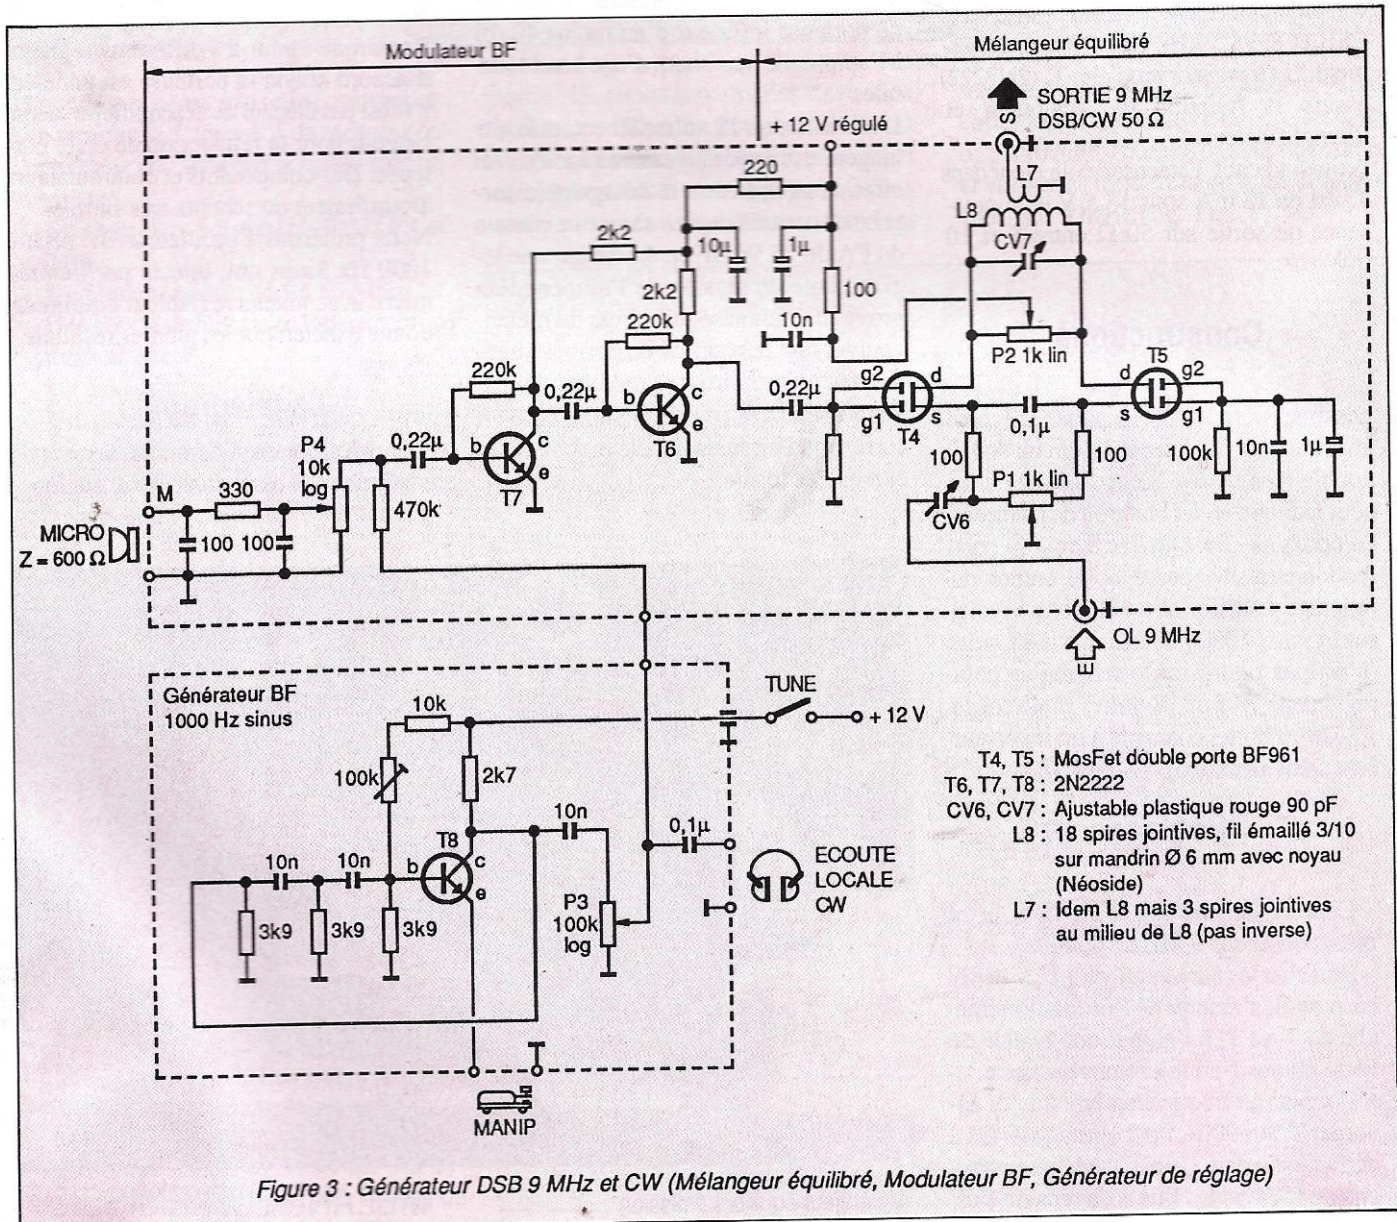 Modulateur BF
Mélangeur équilibré
SORTIE 9 MHz
DSB/CW 50 Ω
S
+ 12 V régulé
L7
220
L8
CV7
2k2
10µ
1µ
2k2
100
220k
10n
P2 1k lin
T5
g2
220k
0,22µ
b
c
e
T6
0,22µ
g2
d
g1
s
T4
d
s
g1
0,1µ
P4
10k
log
0,22µ
b
c
e
T7
100
P1 1k lin
100
100k
10n
1µ
M
330
470k
CV6
MICRO
Z = 600 Ω
100
100
OL 9 MHz
E
Générateur BF
1000 Hz sinus
10k
TUNE
+ 12 V
100k
2k7
10n
T8
0,1µ
10n
10n
b
c
e
P3
100k
log
ECOUTE
LOCALE
CW
3k9
3k9
3k9
MANIP
T4, T5 : MosFet double porte BF961
T6, T7, T8 : 2N2222
CV6, CV7 : Ajustable plastique rouge 90 pF
L8 : 18 spires jointives, fil émaillé 3/10
sur mandrin Ø 6 mm avec noyau
(Néoside)
L7 : Idem L8 mais 3 spires jointives
au milieu de L8 (pas inverse)
Figure 3 : Générateur DSB 9 MHz et CW (Mélangeur équilibré, Modulateur BF, Générateur de réglage)